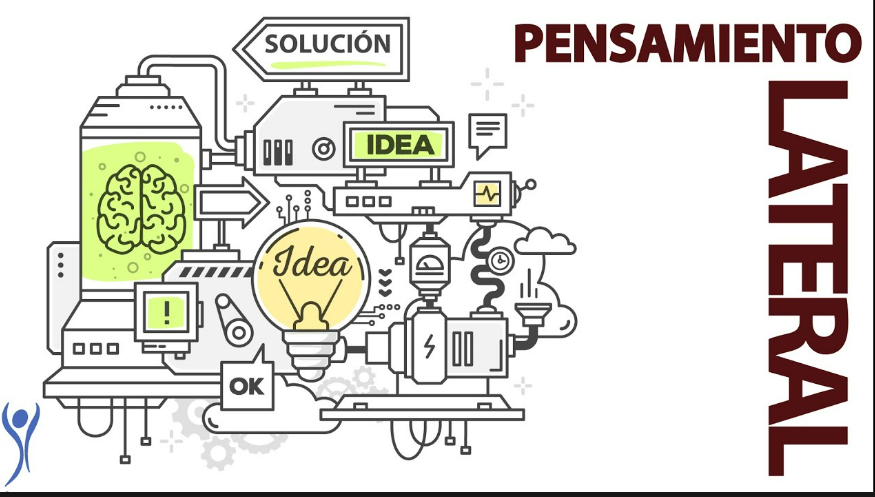 PENSAMIENTO
LATERAL
SOLUCIÓN
IDEA
Idea
!
OK